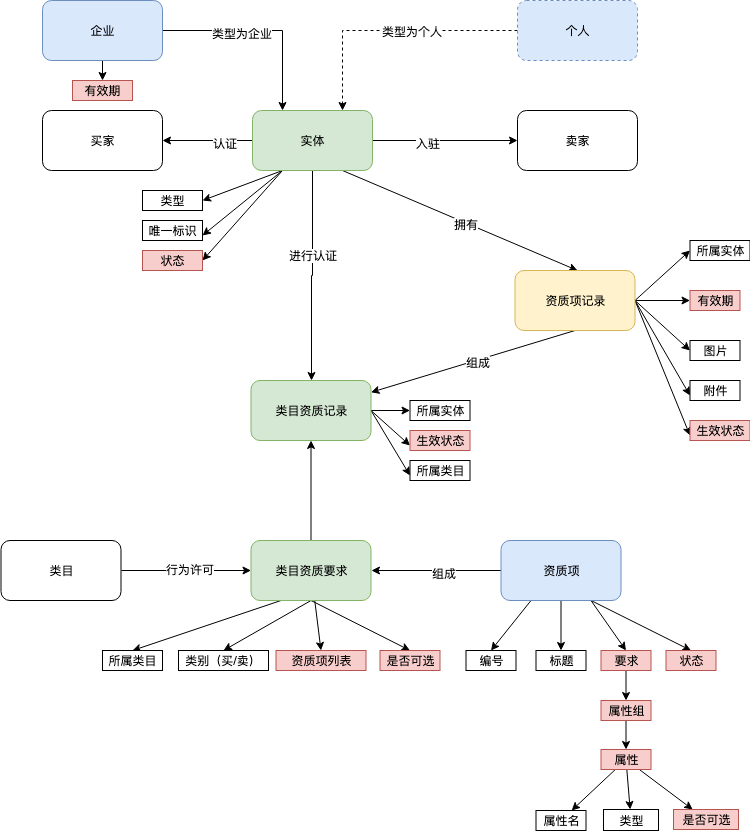 企业
类型为企业
类型为个人
个人
有效期
买家
认证
实体
入驻
卖家
类型
唯一标识
状态
拥有
进行认证
所属实体
资质项记录
有效期
图片
组成
附件
类目资质记录
所属实体
生效状态
生效状态
所属类目
类目
行为许可
类目资质要求
组成
资质项
所属类目
类别（买/卖）
资质项列表
是否可选
编号
标题
要求
状态
属性组
属性
属性名
类型
是否可选